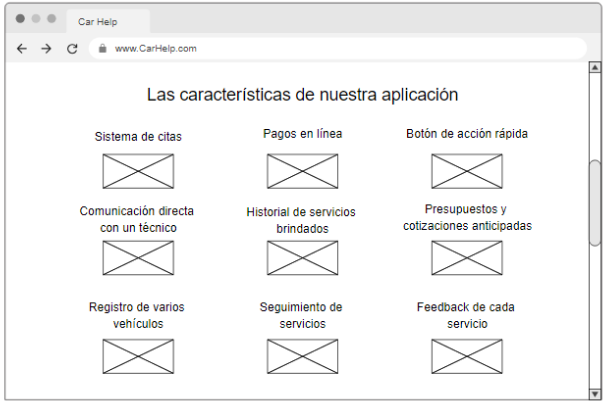 Car Help
www.CarHelp.com
Las características de nuestra aplicación
Sistema de citas
Pagos en línea
Botón de acción rápida
Comunicación directa
con un técnico
Historial de servicios
brindados
Presupuestos y
cotizaciones anticipadas
Registro de varios
vehículos
Seguimiento de
servicios
Feedback de cada
servicio